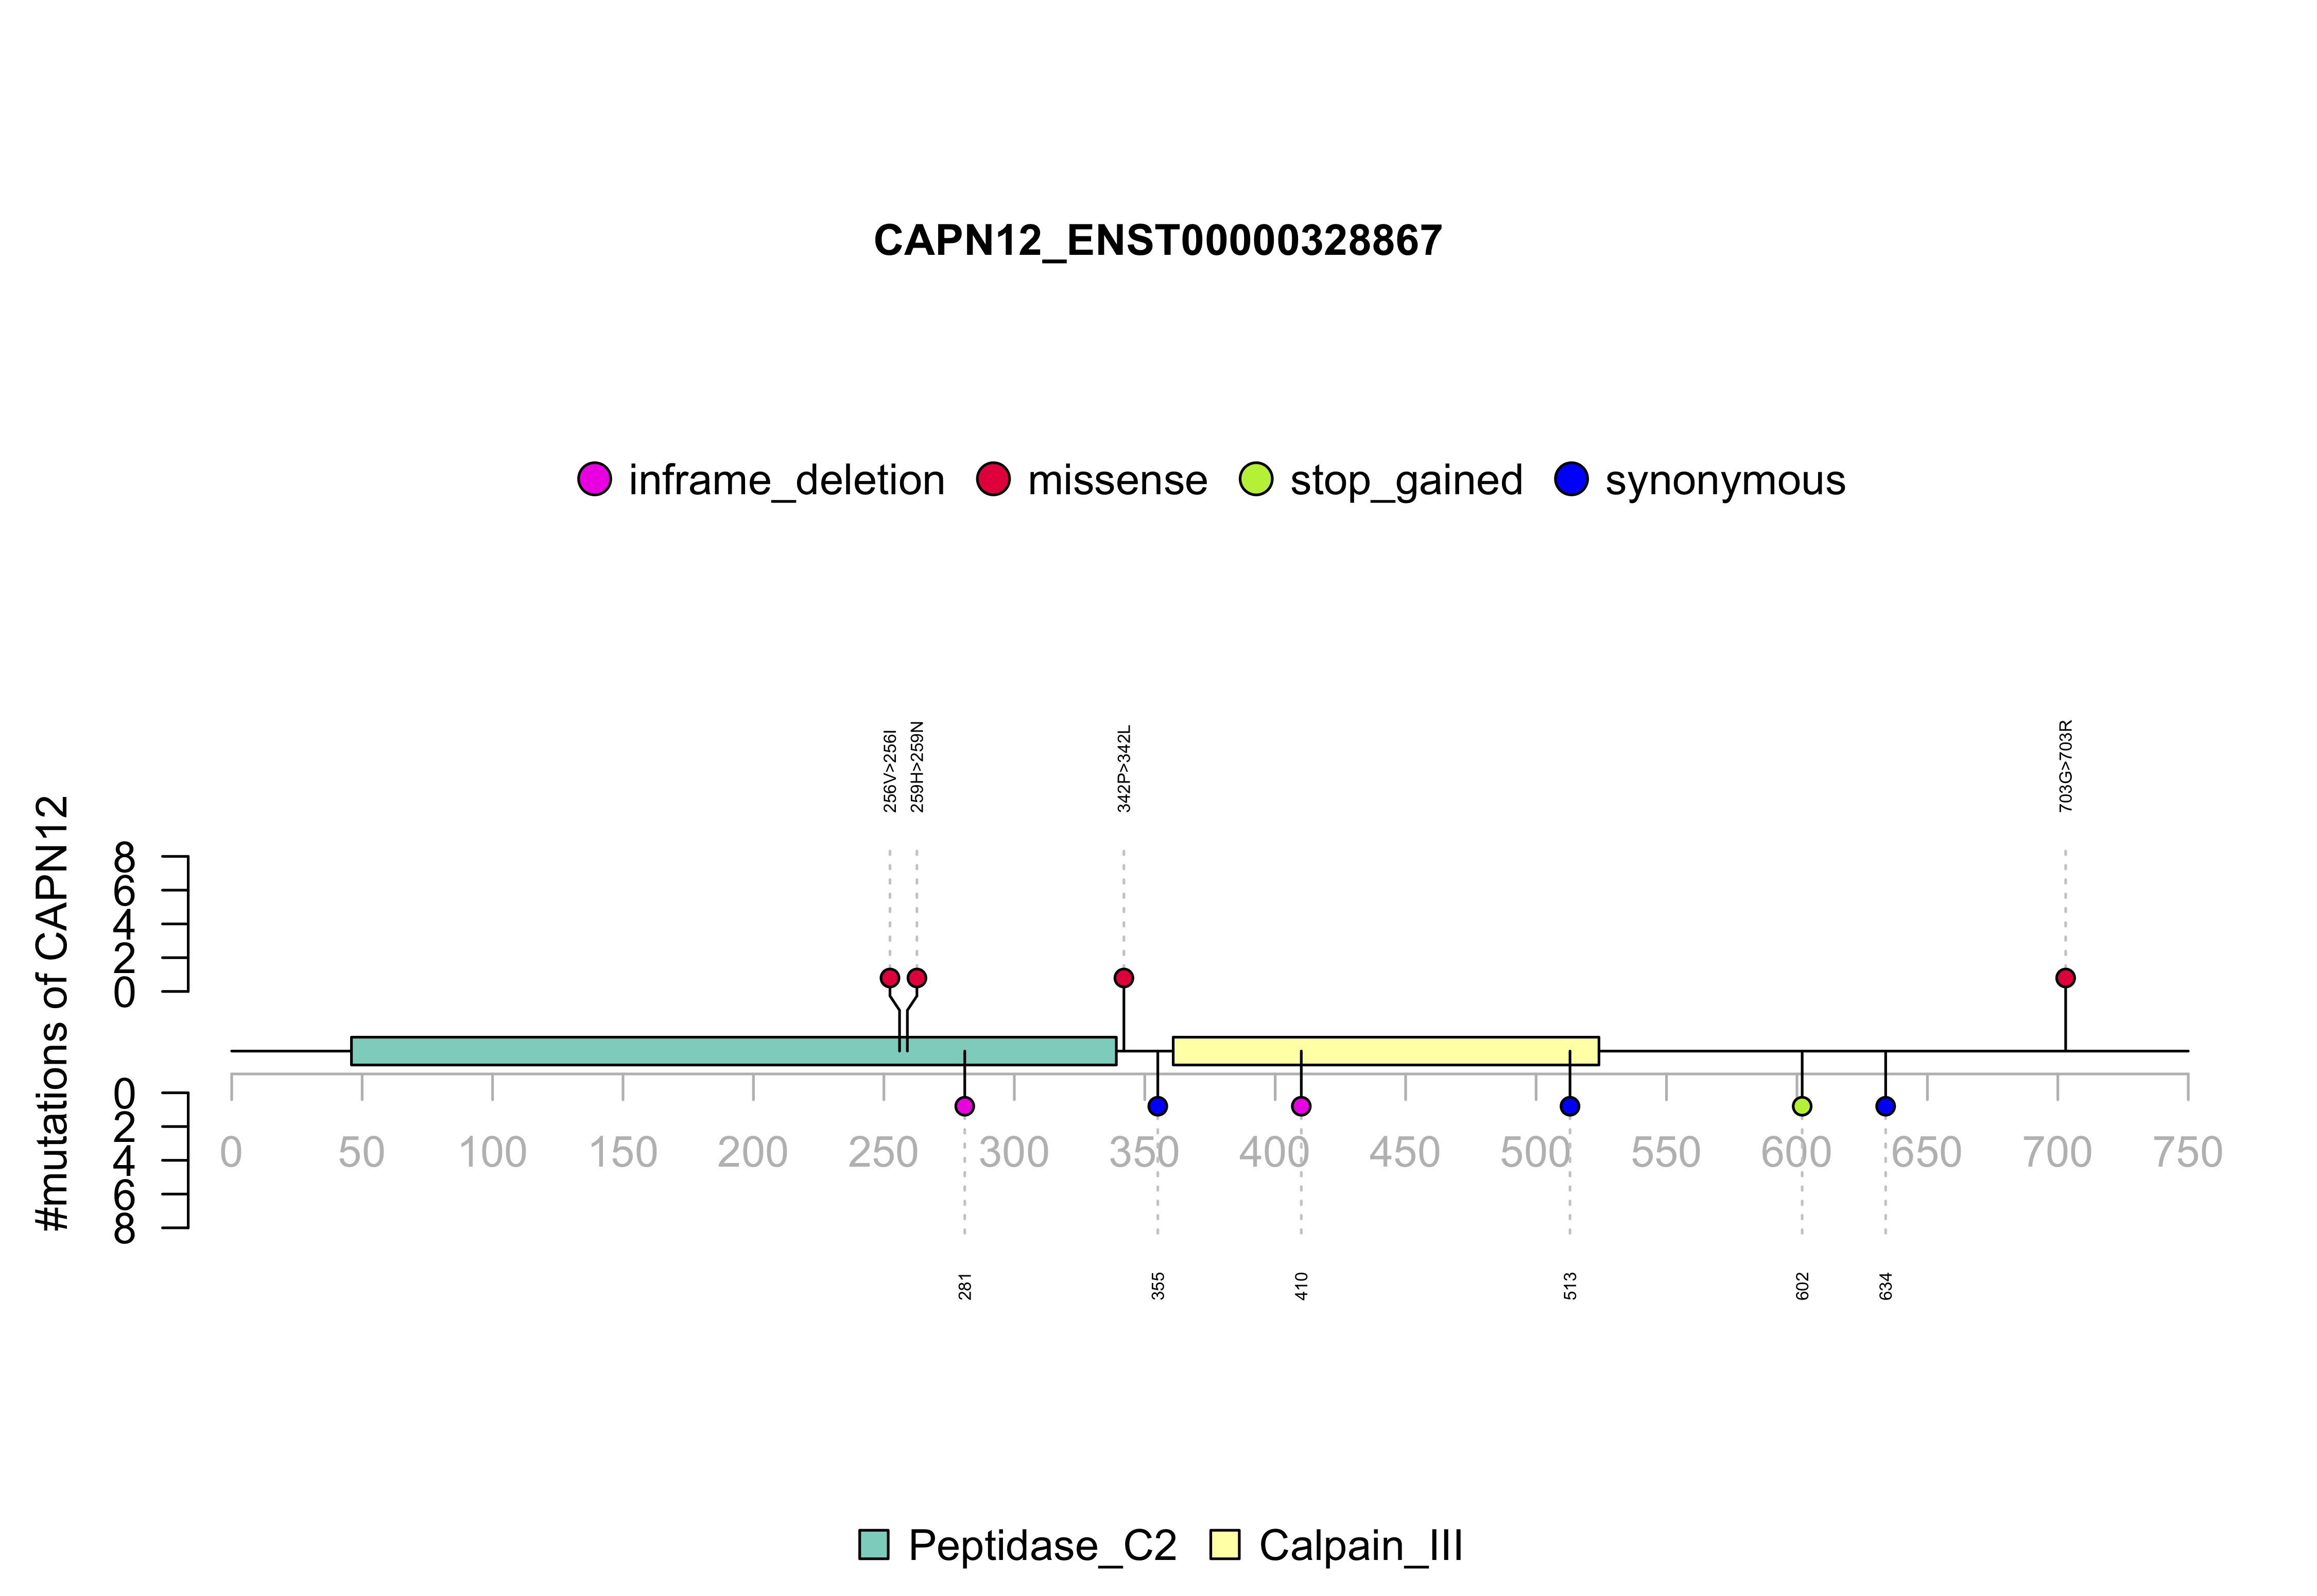 CAPN12_ENST00000328867
inframe_deletion missense stop_gained synonymous
256V>256I
259H>259N
342P>342L
703G>703R
#mutations of CAPN12
8
6
4
2
0
0
2
4
6
8
0 50 100 150 200 250 300 350 400 450 500 550 600 650 700 750
281 355 410 513 602 634
Peptidase_C2 Calpain_III